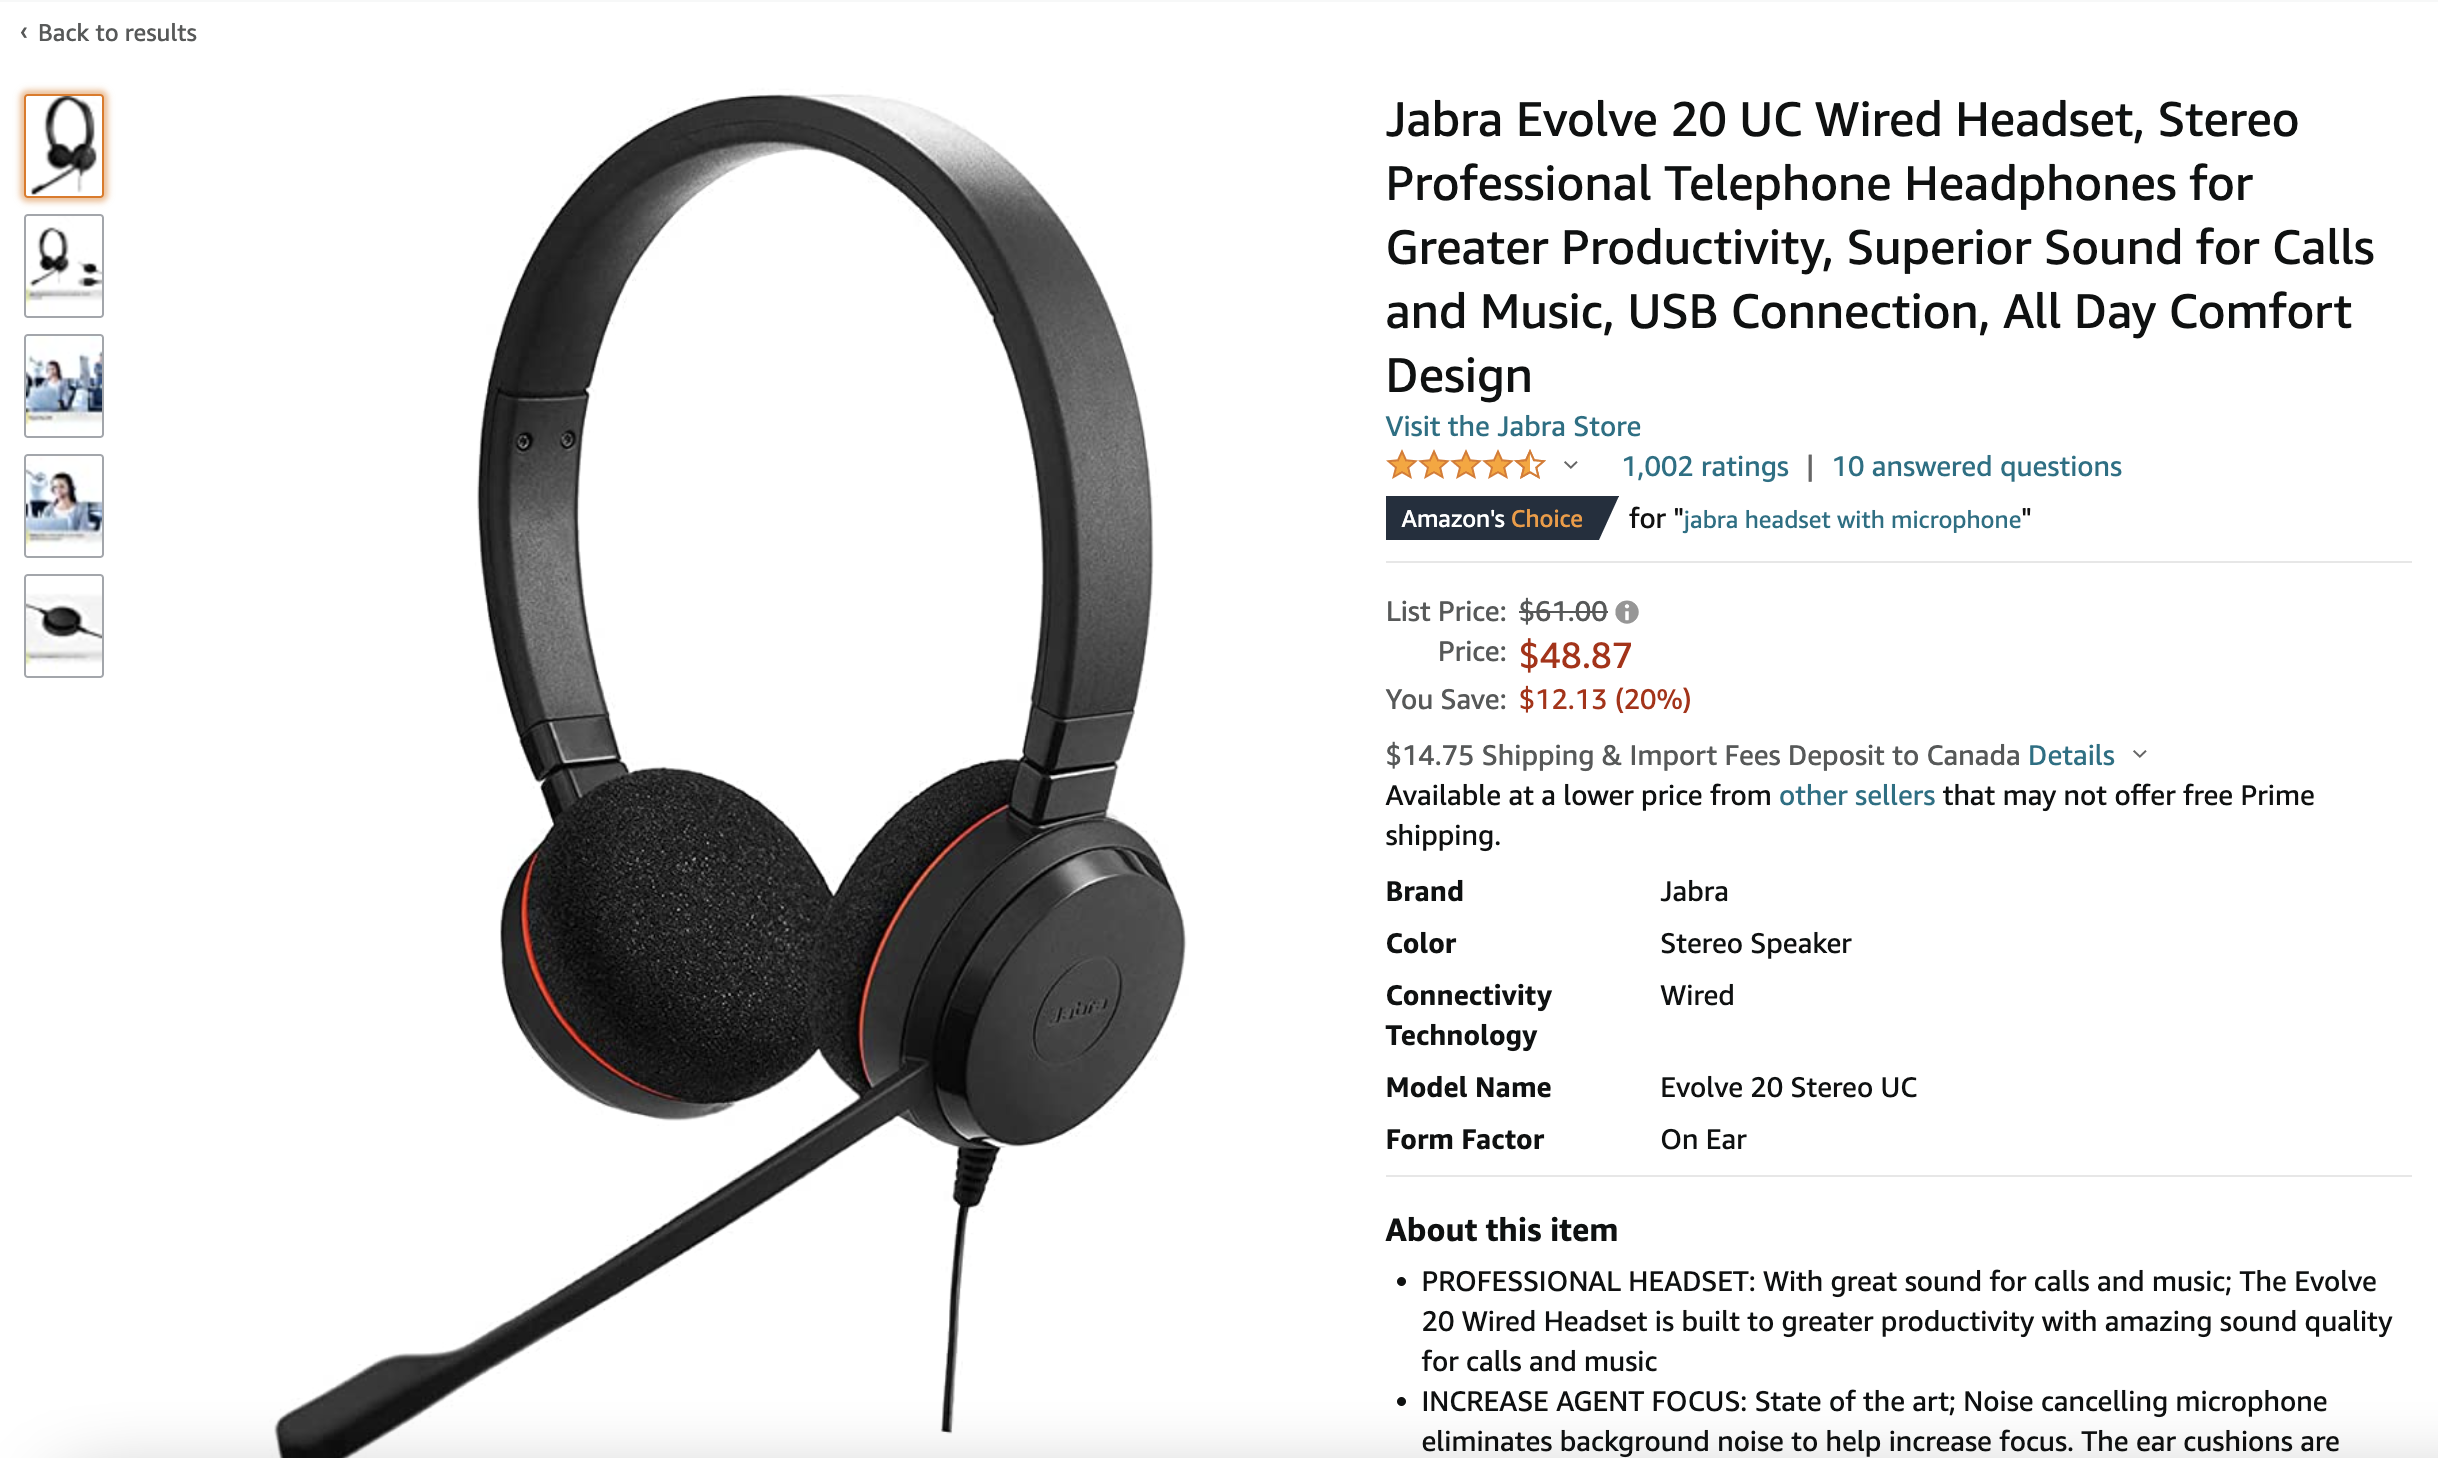 ‹ Back to results
Jabra Evolve 20 UC Wired Headset, Stereo
Professional Telephone Headphones for
Greater Productivity, Superior Sound for Calls
and Music, USB Connection, All Day Comfort
Design
Visit the Jabra Store
1,002 ratings | 10 answered questions
Amazon's Choice for "jabra headset with microphone"
List Price: $61.00
Price: $48.87
You Save: $12.13 (20%)
$14.75 Shipping & Import Fees Deposit to Canada Details
Available at a lower price from other sellers that may not offer free Prime
shipping.
Brand Jabra
Color Stereo Speaker
Connectivity Technology Wired
Model Name Evolve 20 Stereo UC
Form Factor On Ear
About this item
• PROFESSIONAL HEADSET: With great sound for calls and music; The Evolve
20 Wired Headset is built to greater productivity with amazing sound quality
for calls and music
• INCREASE AGENT FOCUS: State of the art; Noise cancelling microphone
eliminates background noise to help increase focus. The ear cushions are
Jabra